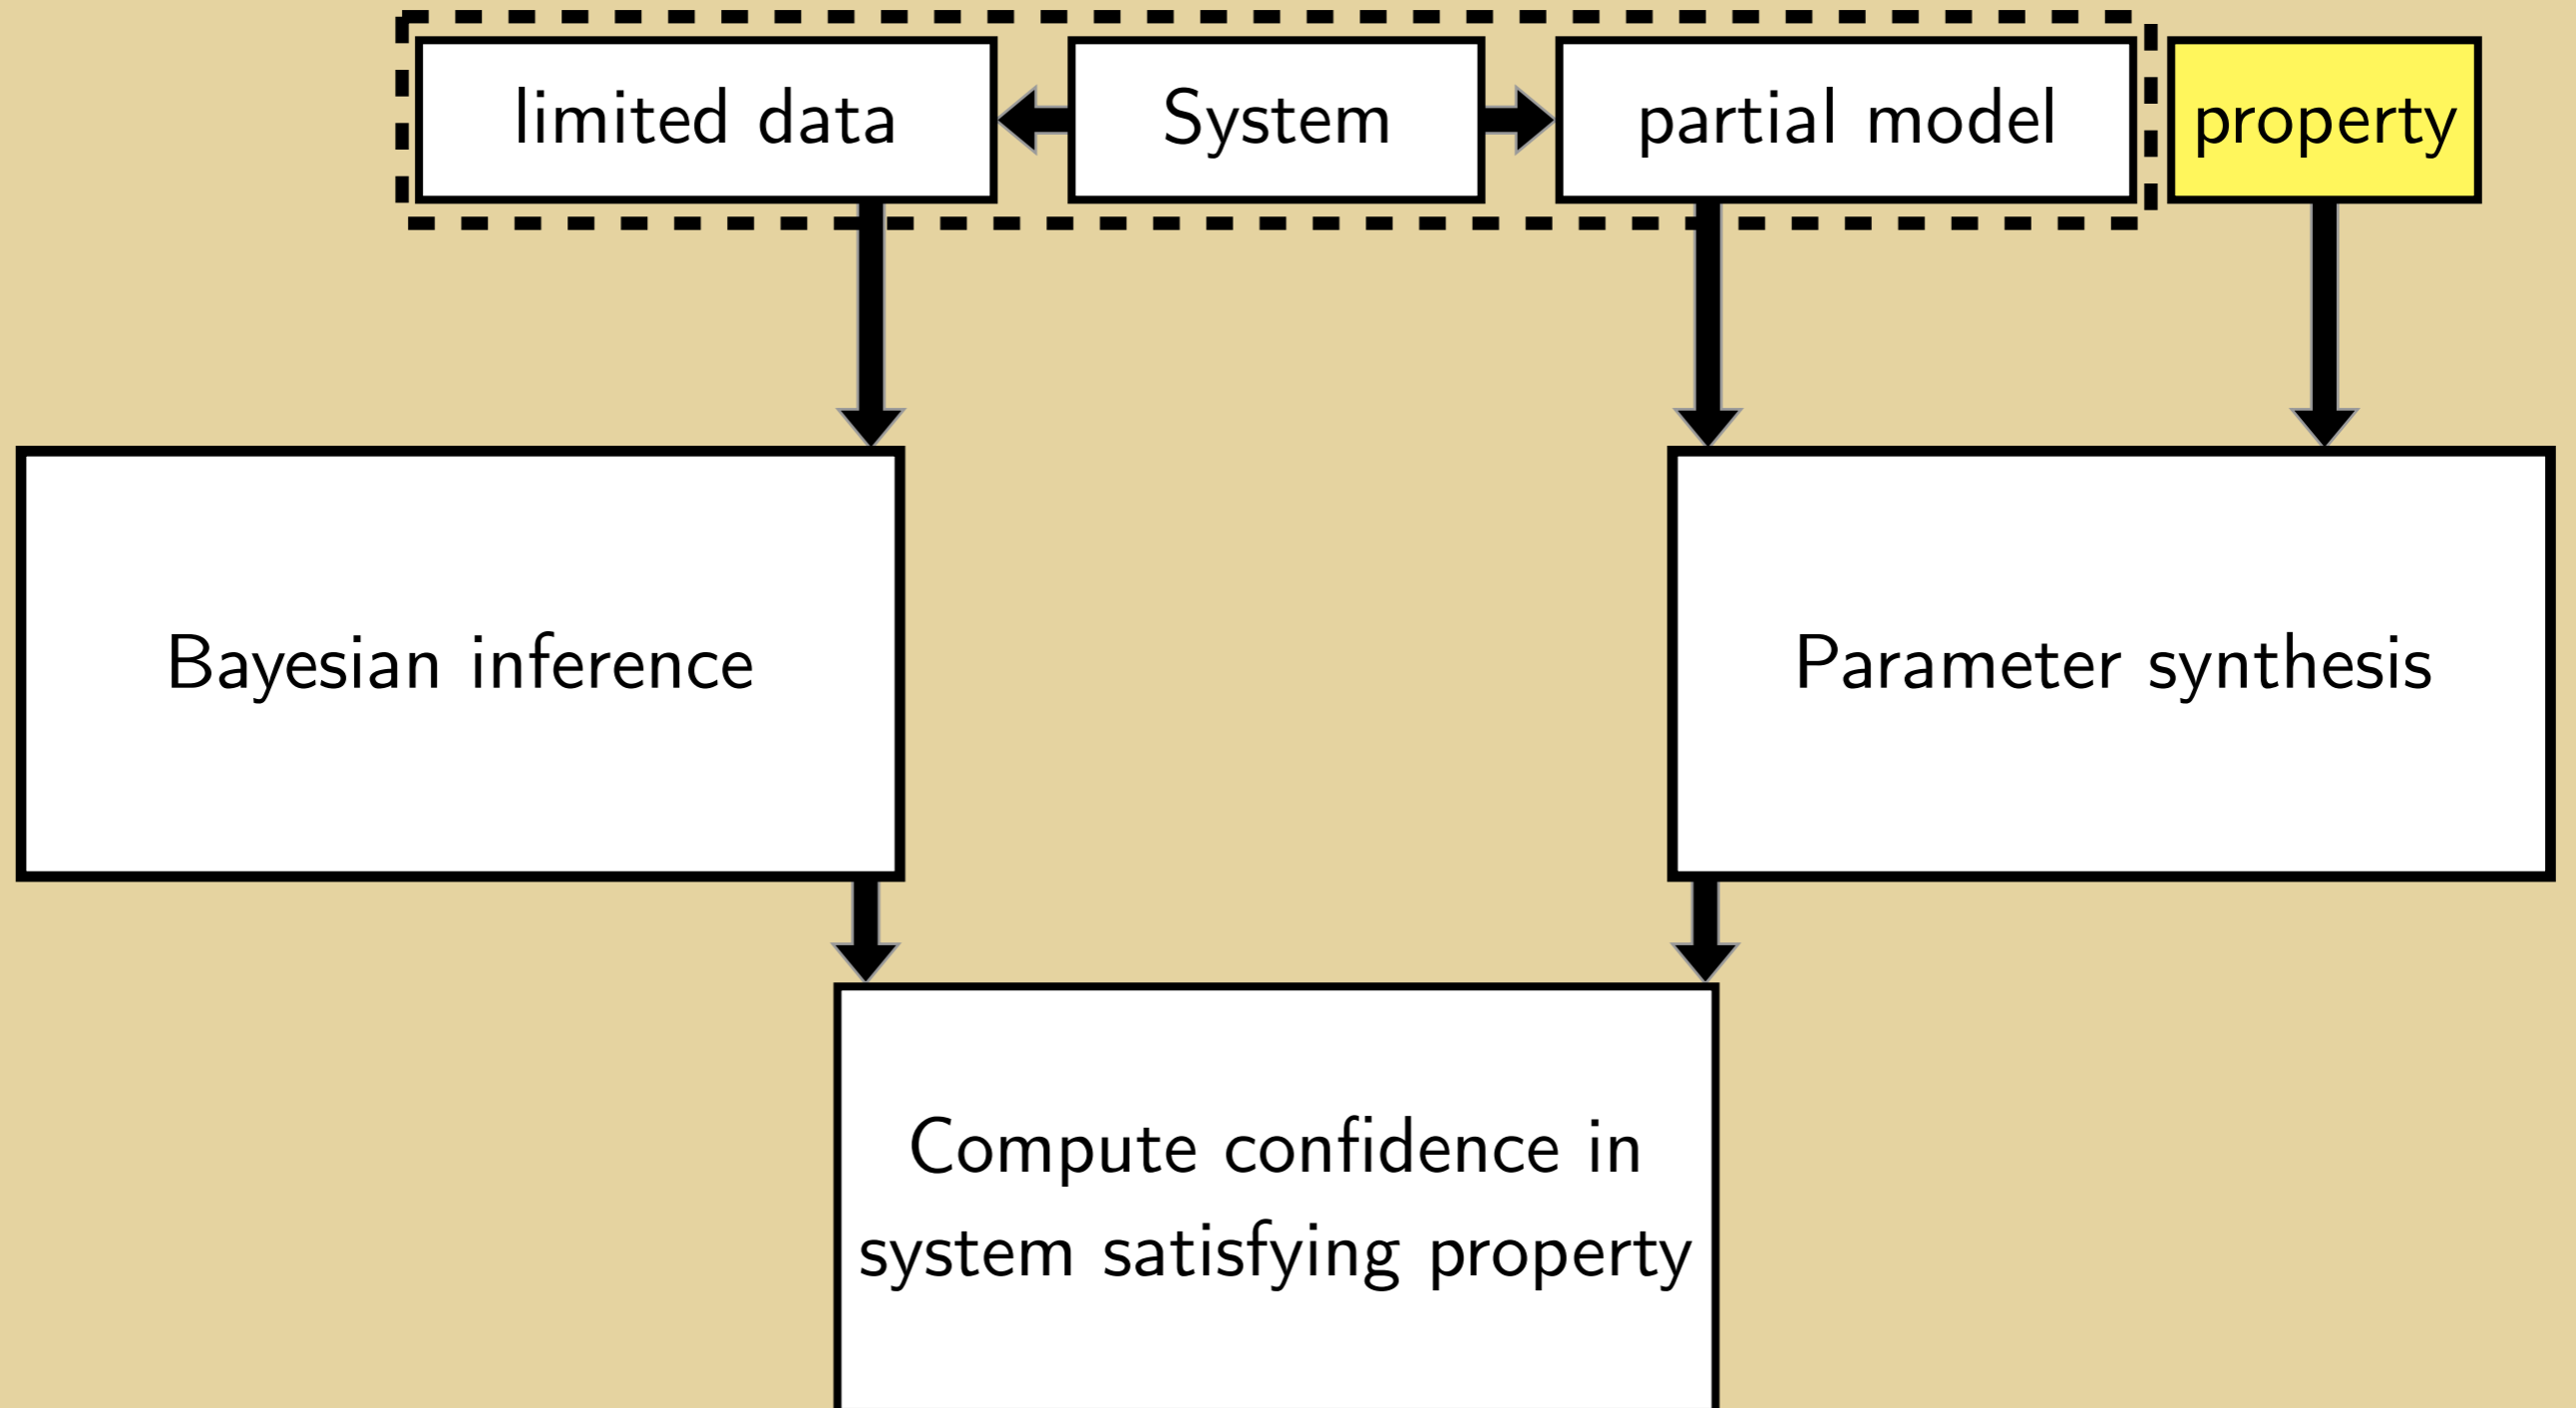 limited data
System
partial model
property
Bayesian inference
Parameter synthesis
Compute confidence in
system satisfying property